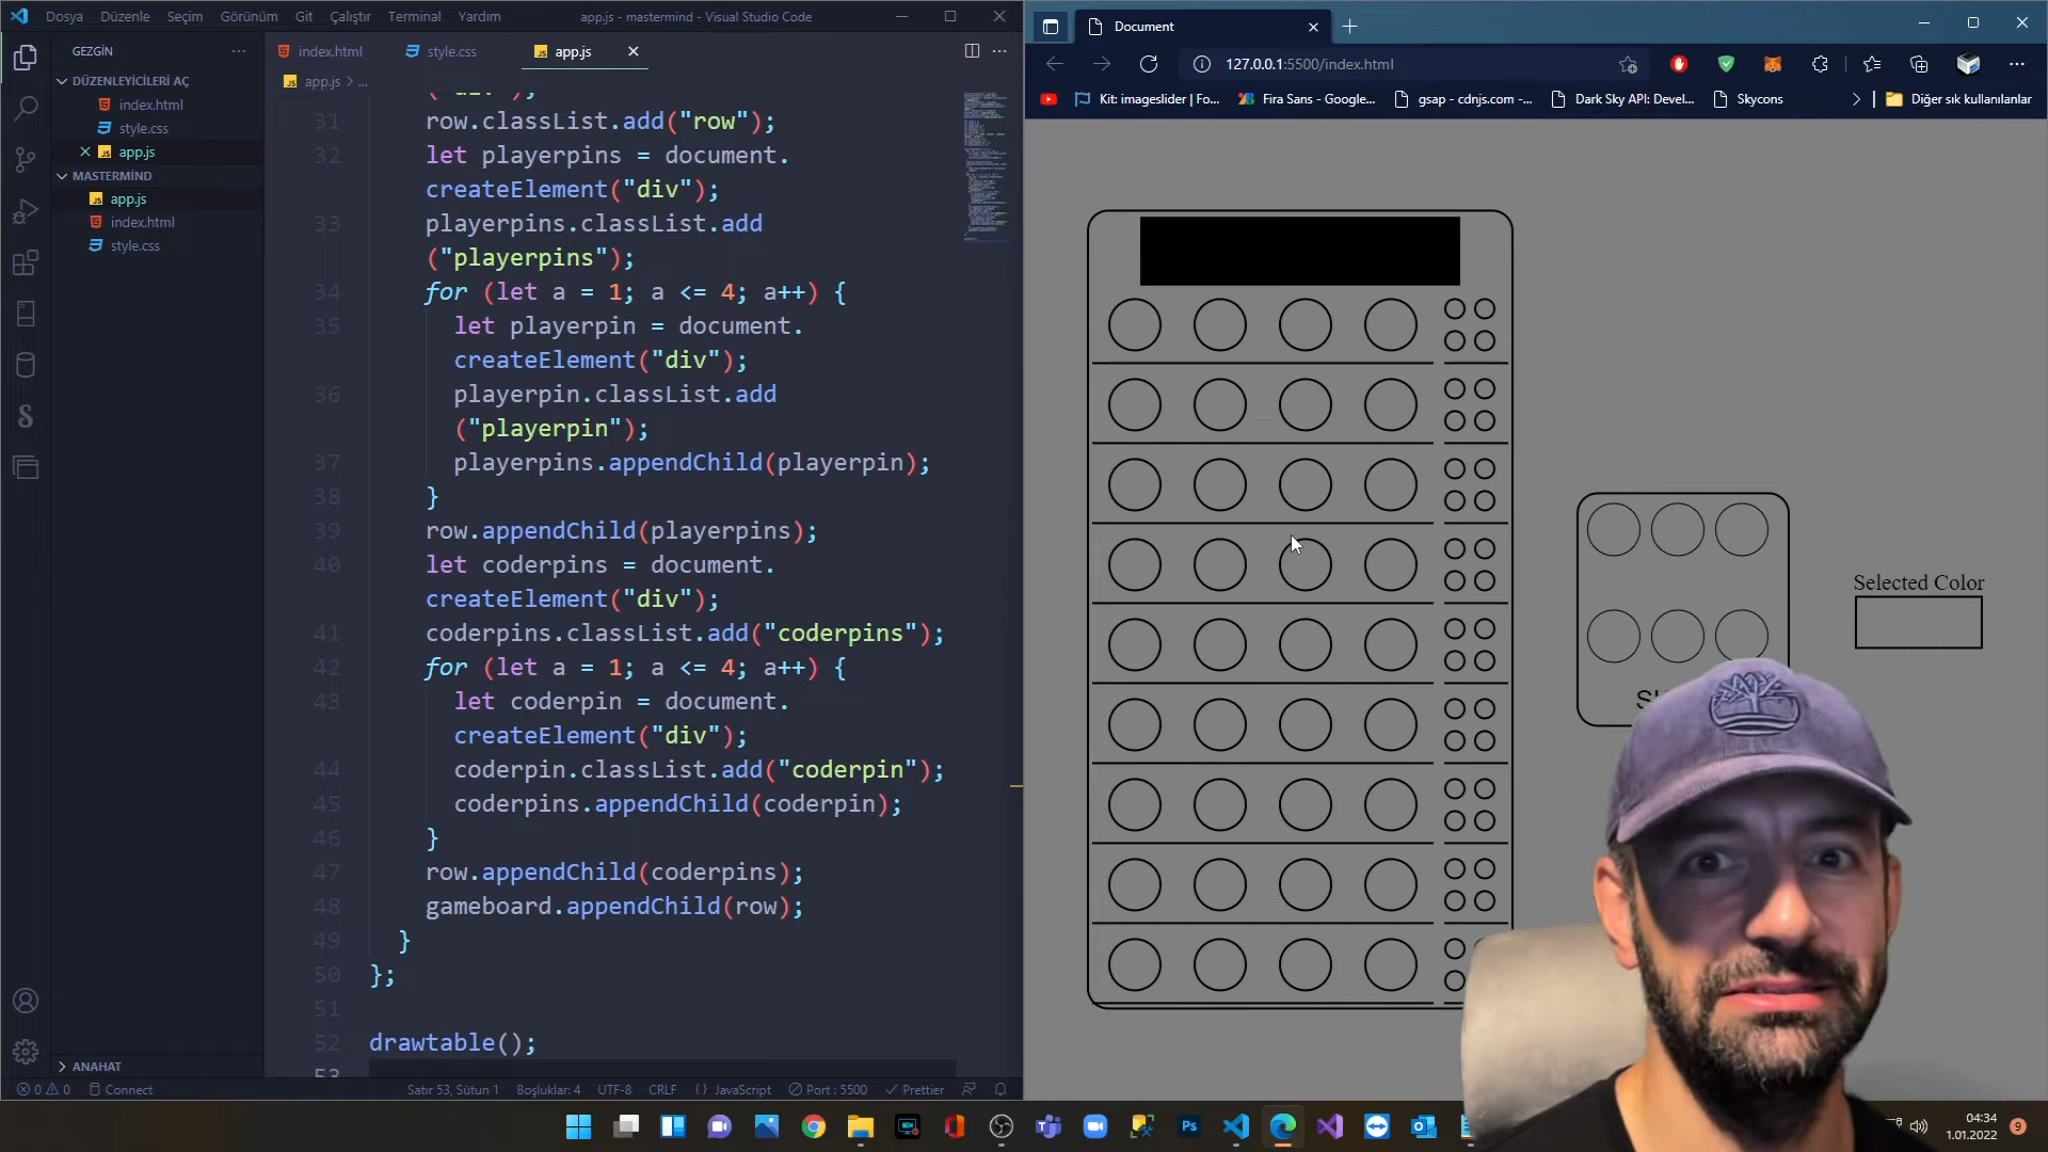 Dosya Düzenle Seçim Görünüm Git Çalıştır Terminal Yardım
app.js - mastermind - Visual Studio Code
GEZGİN
DÜZENLEYİCİLERİ AÇ
index.html
style.css
app.js
MASTERMİND
app.js
index.html
style.css
ANAHAT
index.html style.css app.js
app.js > ...
("div");
31 row.classList.add("row");
32 let playerpins = document.
createElement("div");
33 playerpins.classList.add
("playerpins");
34 for (let a = 1; a <= 4; a++) {
35 let playerpin = document.
createElement("div");
36 playerpin.classList.add
("playerpin");
37 playerpins.appendChild(playerpin);
38 }
39 row.appendChild(playerpins);
40 let coderpins = document.
createElement("div");
41 coderpins.classList.add("coderpins");
42 for (let a = 1; a <= 4; a++) {
43 let coderpin = document.
createElement("div");
44 coderpin.classList.add("coderpin");
45 coderpins.appendChild(coderpin);
46 }
47 row.appendChild(coderpins);
48 gameboard.appendChild(row);
49 }
50 };
51
52 drawtable();
53
0 0 Connect
Satır 53, Sütun 1 Boşluklar: 4 UTF-8 CRLF {} JavaScript Port : 5500 Prettier
Document
127.0.0.1:5500/index.html
Kit: imageslider | Fo... Fira Sans - Google... gsap - cdnjs.com -... Dark Sky API: Devel... Skycons Diğer sık kullanılanlar
Selected Color
Ps
04:34
1.01.2022
9